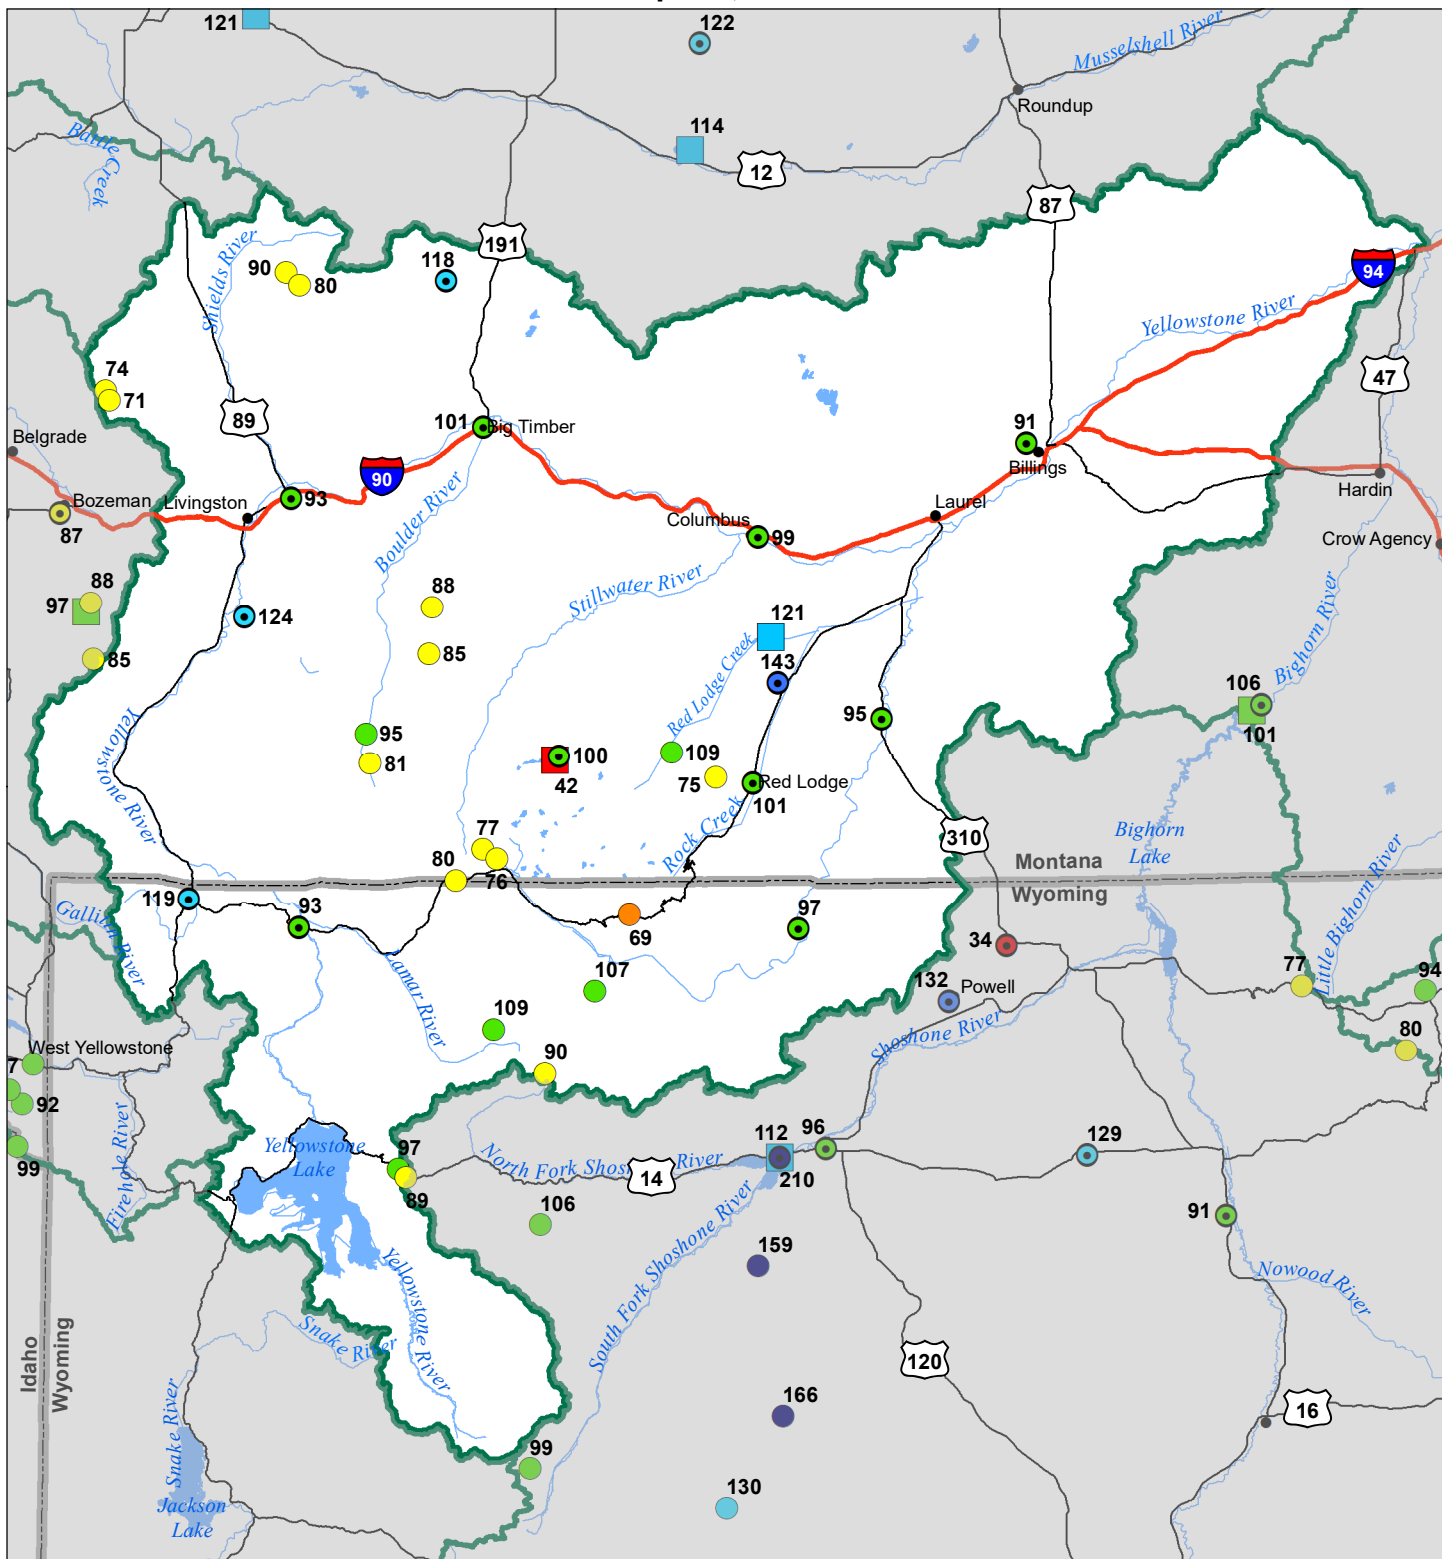 121
122
Musselshell River
Roundup
Battle Creek
114
12
87
191
Shields River
90
80
118
94
Yellowstone River
74
71
47
89
Belgrade
101
Big Timber
91
Billings
90
Bozeman
Livingston
93
Boulder River
Hardin
87
Columbus
99
Laurel
Crow Agency
88
97
124
88
Stillwater River
121
Bighorn River
85
85
Red Lodge Creek
143
106
101
95
Yellowstone River
95
81
100
42
109
75
Red Lodge
101
Rock Creek
77
80
76
310
Bighorn
Lake
Montana
Wyoming
119
Gallitin River
93
69
97
34
Little Bighorn River
Lamar River
107
132
Powell
77
94
109
Shoshone River
West Yellowstone
90
80
7
92
Firehole River
99
Yellowstone
Lake
97
89
North Fork Shoshone River
14
112
210
96
129
106
South Fork Shoshone River
91
159
Yellowstone River
Nowood River
Snake River
Idaho
Wyoming
120
Snake River
166
16
99
Jackson
Lake
130